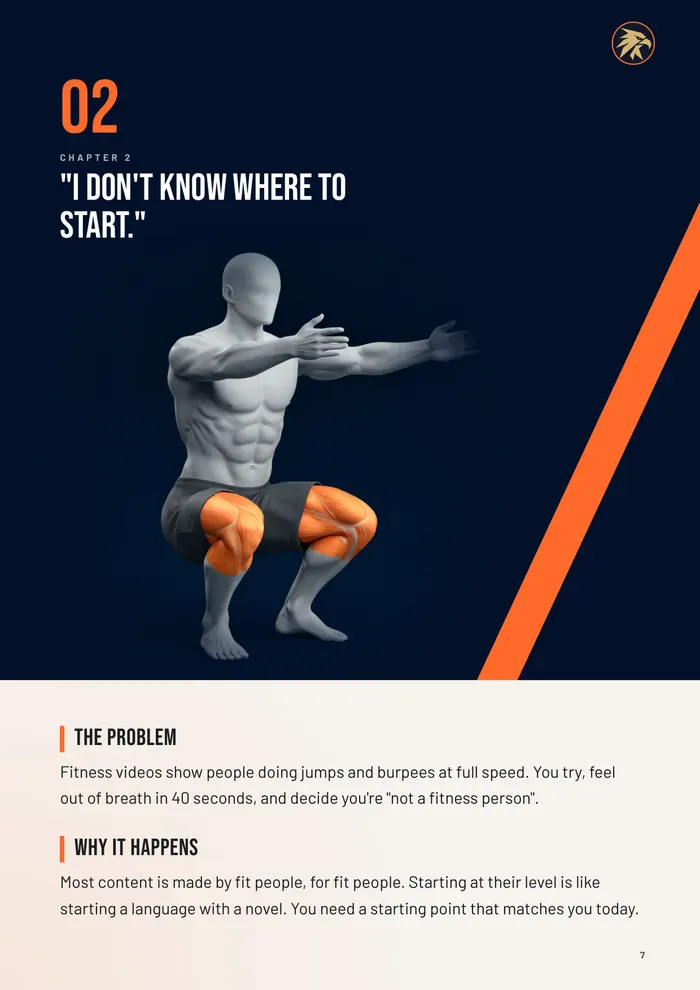 02
CHAPTER 2
"I DON'T KNOW WHERE TO
START."
THE PROBLEM
Fitness videos show people doing jumps and burpees at full speed. You try, feel
out of breath in 40 seconds, and decide you're "not a fitness person".
WHY IT HAPPENS
Most content is made by fit people, for fit people. Starting at their level is like
starting a language with a novel. You need a starting point that matches you today.
7